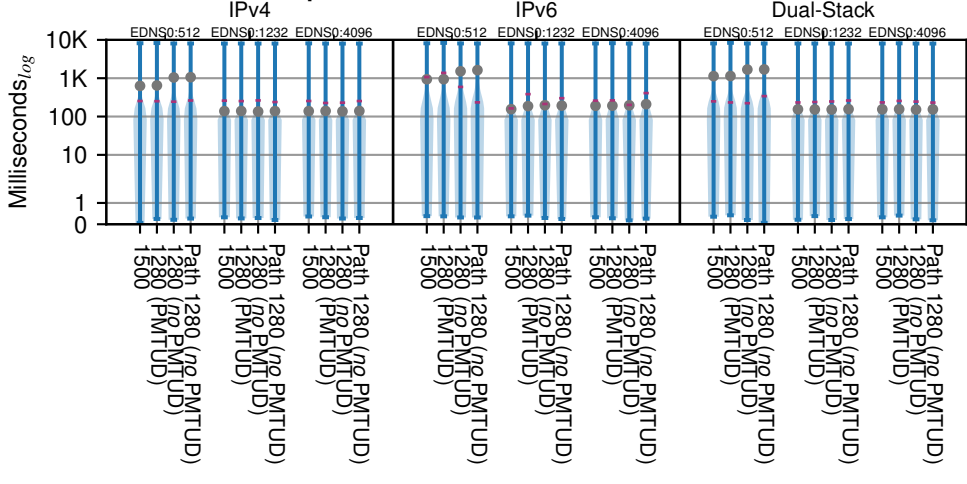 IPv4 IPv6 Dual-Stack
EDNS0:512 EDNS0:1232 EDNS0:4096 EDNS0:512 EDNS0:1232 EDNS0:4096 EDNS0:512 EDNS0:1232 EDNS0:4096
Milliseconds_log
10K
1K
100
10
1
0
1500
1280 (PMTUD)
1280 (no PMTUD)
Path 1280 (no PMTUD)
1500
1280 (PMTUD)
1280 (no PMTUD)
Path 1280 (no PMTUD)
1500
1280 (PMTUD)
1280 (no PMTUD)
Path 1280 (no PMTUD)
1500
1280 (PMTUD)
1280 (no PMTUD)
Path 1280 (no PMTUD)
1500
1280 (PMTUD)
1280 (no PMTUD)
Path 1280 (no PMTUD)
1500
1280 (PMTUD)
1280 (no PMTUD)
Path 1280 (no PMTUD)
1500
1280 (PMTUD)
1280 (no PMTUD)
Path 1280 (no PMTUD)
1500
1280 (PMTUD)
1280 (no PMTUD)
Path 1280 (no PMTUD)
1500
1280 (PMTUD)
1280 (no PMTUD)
Path 1280 (no PMTUD)